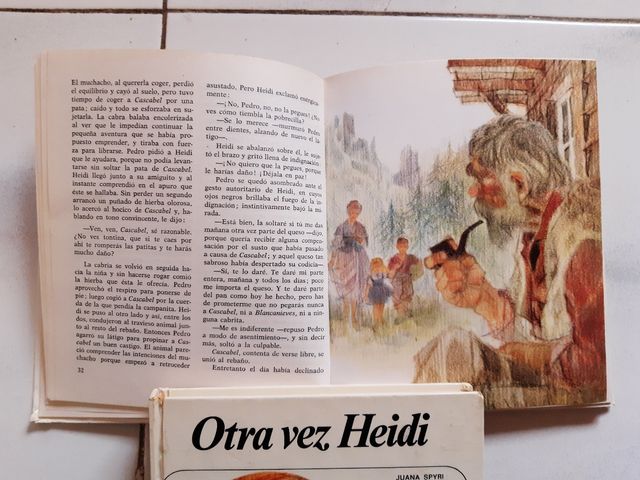 El muchacho, al quererla coger, perdió
el equilibrio y cayó al suelo, pero tuvo
tiempo de coger a Cascabel por una
pata; caído y todo se esforzaba en su-
jetarla. La cabra balaba encolerizada
al ver que le impedían continuar la
pequeña aventura que se había pro-
puesto emprender, y tiraba con fuer-
za para librarse. Pedro pidió a Heidi
que le ayudara, porque no podía levan-
tarse sin soltar la pata de Cascabel.
Heidi llegó junto a su amiguito y al
instante comprendió en el apuro que
éste se hallaba. Sin perder un segundo
arrancó un puñado de hierba olorosa,
lo acercó al hocico de Cascabel y, ha-
blando en tono convincente, le dijo:
—Ven, ven, Cascabel, sé razonable.
¿No ves tontina, que si te caes por
ahí te romperás las patitas y te harás
mucho daño?
La cabra se volvió en seguida ha-
cia la niña y sin hacerse rogar comió
la hierba que ésta le ofrecía. Pedro
aprovechó el respiro para ponerse de
pie; luego cogió a Cascabel por la cuer-
da de la que pendía la campanita. Hei-
di se puso al otro lado y así, entre los
dos, condujeron al travieso animal jun-
to al resto del rebaño. Entonces Pedro
agarró su látigo para propinar a Cas-
cabel un buen castigo. El animal pare-
ció comprender las intenciones del mu-
chacho porque empezó a retroceder
32
asustado. Pero Heidi exclamó enérgica-
mente:
—¡No, Pedro, no, no la pegues! ¿No
ves cómo tiembla la pobrecilla?
—Se lo merece —murmuró Pedro
entre dientes, alzando de nuevo el lá-
tigo—.
Heidi se abalanzó sobre él, le suje-
tó el brazo y gritó llena de indignación:
—¡No quiero que la pegues, porque
le harías daño! ¡Déjala en paz!
Pedro se quedó asombrado ante el
gesto autoritario de Heidi, en cuyos
ojos negros brillaba el fuego de la in-
dignación; instintivamente bajó la mi-
rada.
—Está bien, la soltaré si tú me das
mañana otra vez parte del queso —dijo,
porque quería recibir alguna compen-
sación por el susto que había pasado
a causa de Cascabel; y aquel queso tan
sabroso había despertado su codicia—.
—Sí, te lo daré. Te daré mi parte
entera, mañana y todos los días; poco
me importa el queso. Y te daré parte
del pan como hoy he hecho, pero has
de prometerme que no pegarás nunca
a Cascabel, ni a Blancanieves, ni a nin-
guna cabrita.
—Me es indiferente —repuso Pedro
a modo de asentimiento—, y sin decir
más, soltó a la culpable.
Cascabel, contenta de verse libre, se
unió al rebaño.
Entretanto el día había declinado
Otra vez Heidi
JUANA SPYRI